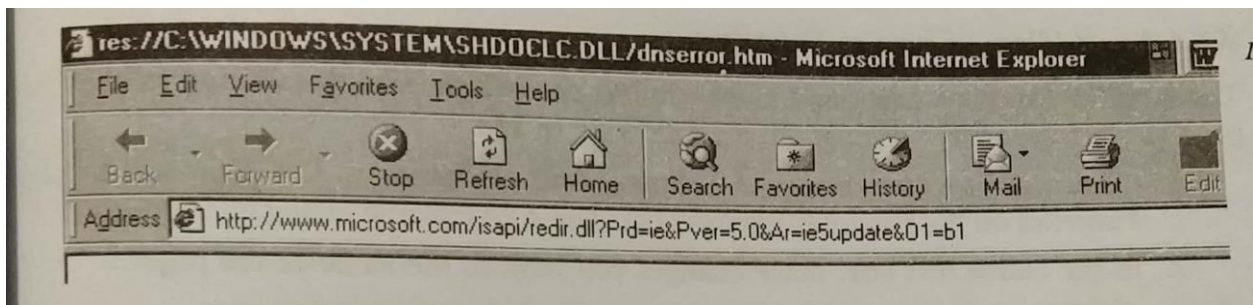 res://C:\WINDOWS\SYSTEM\SHDOCLC.DLL/dnserror.htm - Microsoft Internet Explorer
File Edit View Favorites Tools Help
Back Forward Stop Refresh Home Search Favorites History Mail Print Edit
Address http://www.microsoft.com/isapi/redir.dll?Prd=ie&Pver=5.0&Ar=ie5update&O1=b1